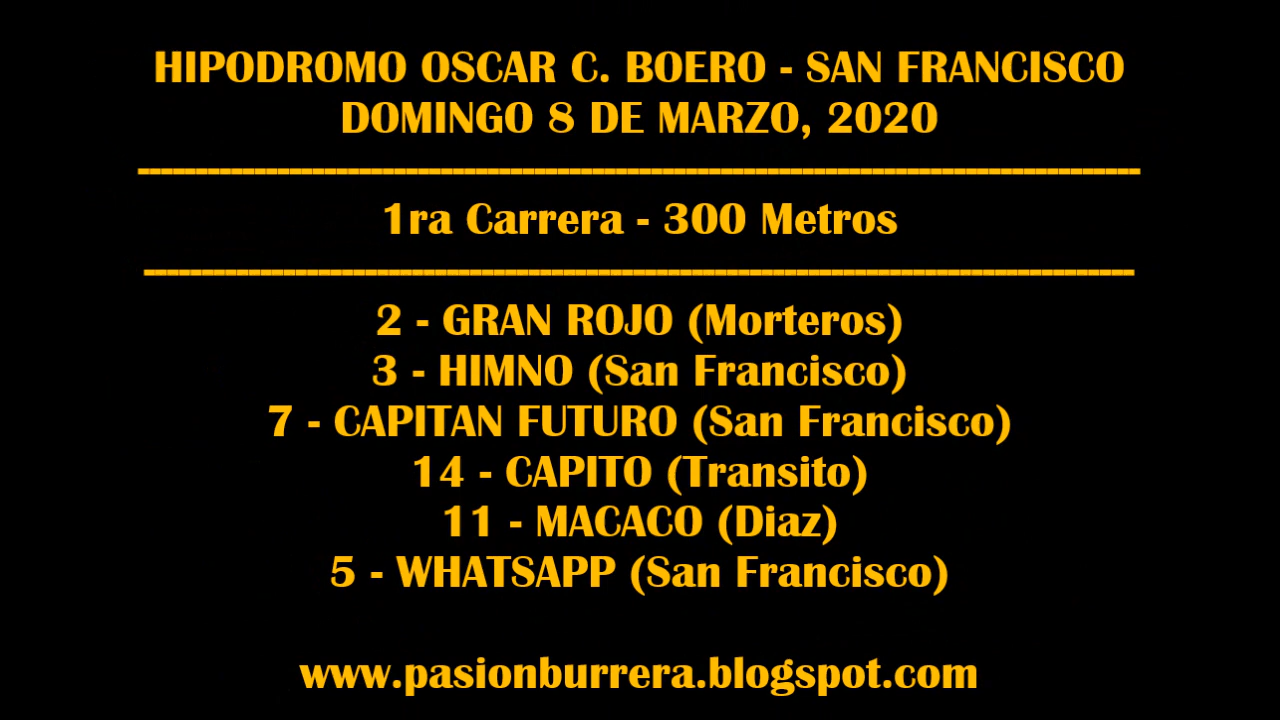 HIPODROMO OSCAR C. BOERO - SAN FRANCISCO
DOMINGO 8 DE MARZO, 2020
1ra Carrera - 300 Metros
2 - GRAN ROJO (Morteros)
3 - HIMNO (San Francisco)
7 - CAPITAN FUTURO (San Francisco)
14 - CAPITO (Transito)
11 - MACACO (Diaz)
5 - WHATSAPP (San Francisco)
www.pasionburrera.blogspot.com